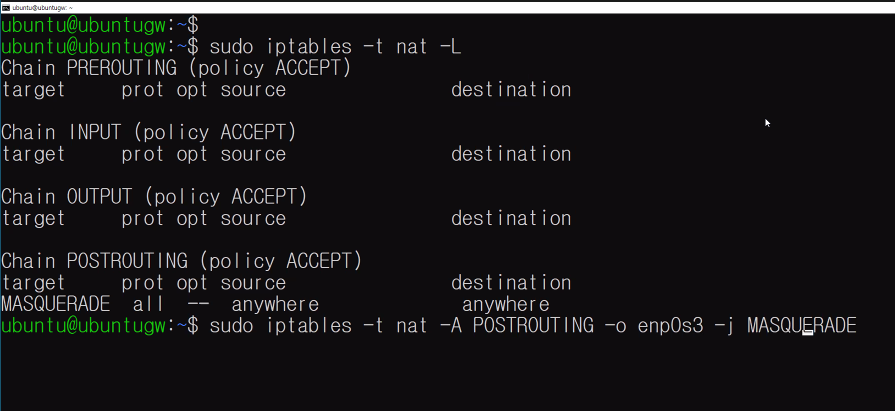 ubuntu@ubuntugw: ~
ubuntu@ubuntugw:~$
ubuntu@ubuntugw:~$ sudo iptables -t nat -L
Chain PREROUTING (policy ACCEPT)
target     prot opt source               destination

Chain INPUT (policy ACCEPT)
target     prot opt source               destination

Chain OUTPUT (policy ACCEPT)
target     prot opt source               destination

Chain POSTROUTING (policy ACCEPT)
target     prot opt source               destination
MASQUERADE  all  --  anywhere             anywhere
ubuntu@ubuntugw:~$ sudo iptables -t nat -A POSTROUTING -o enp0s3 -j MASQUERADE